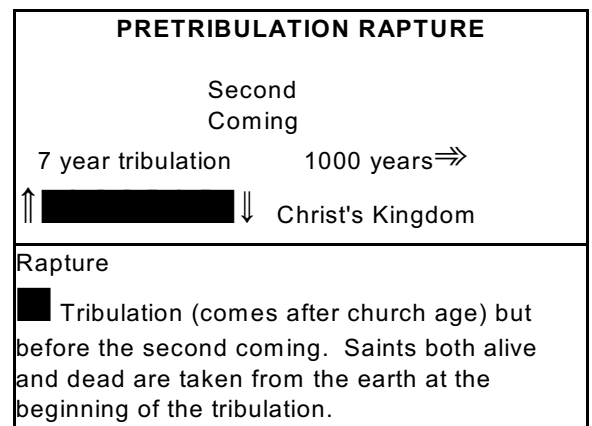 PRETRIBULATION RAPTURE
Second
Coming
7 year tribulation 1000 years⇒
⇑ ⇓ Christ's Kingdom
Rapture
Tribulation (comes after church age) but
before the second coming. Saints both alive
and dead are taken from the earth at the
beginning of the tribulation.